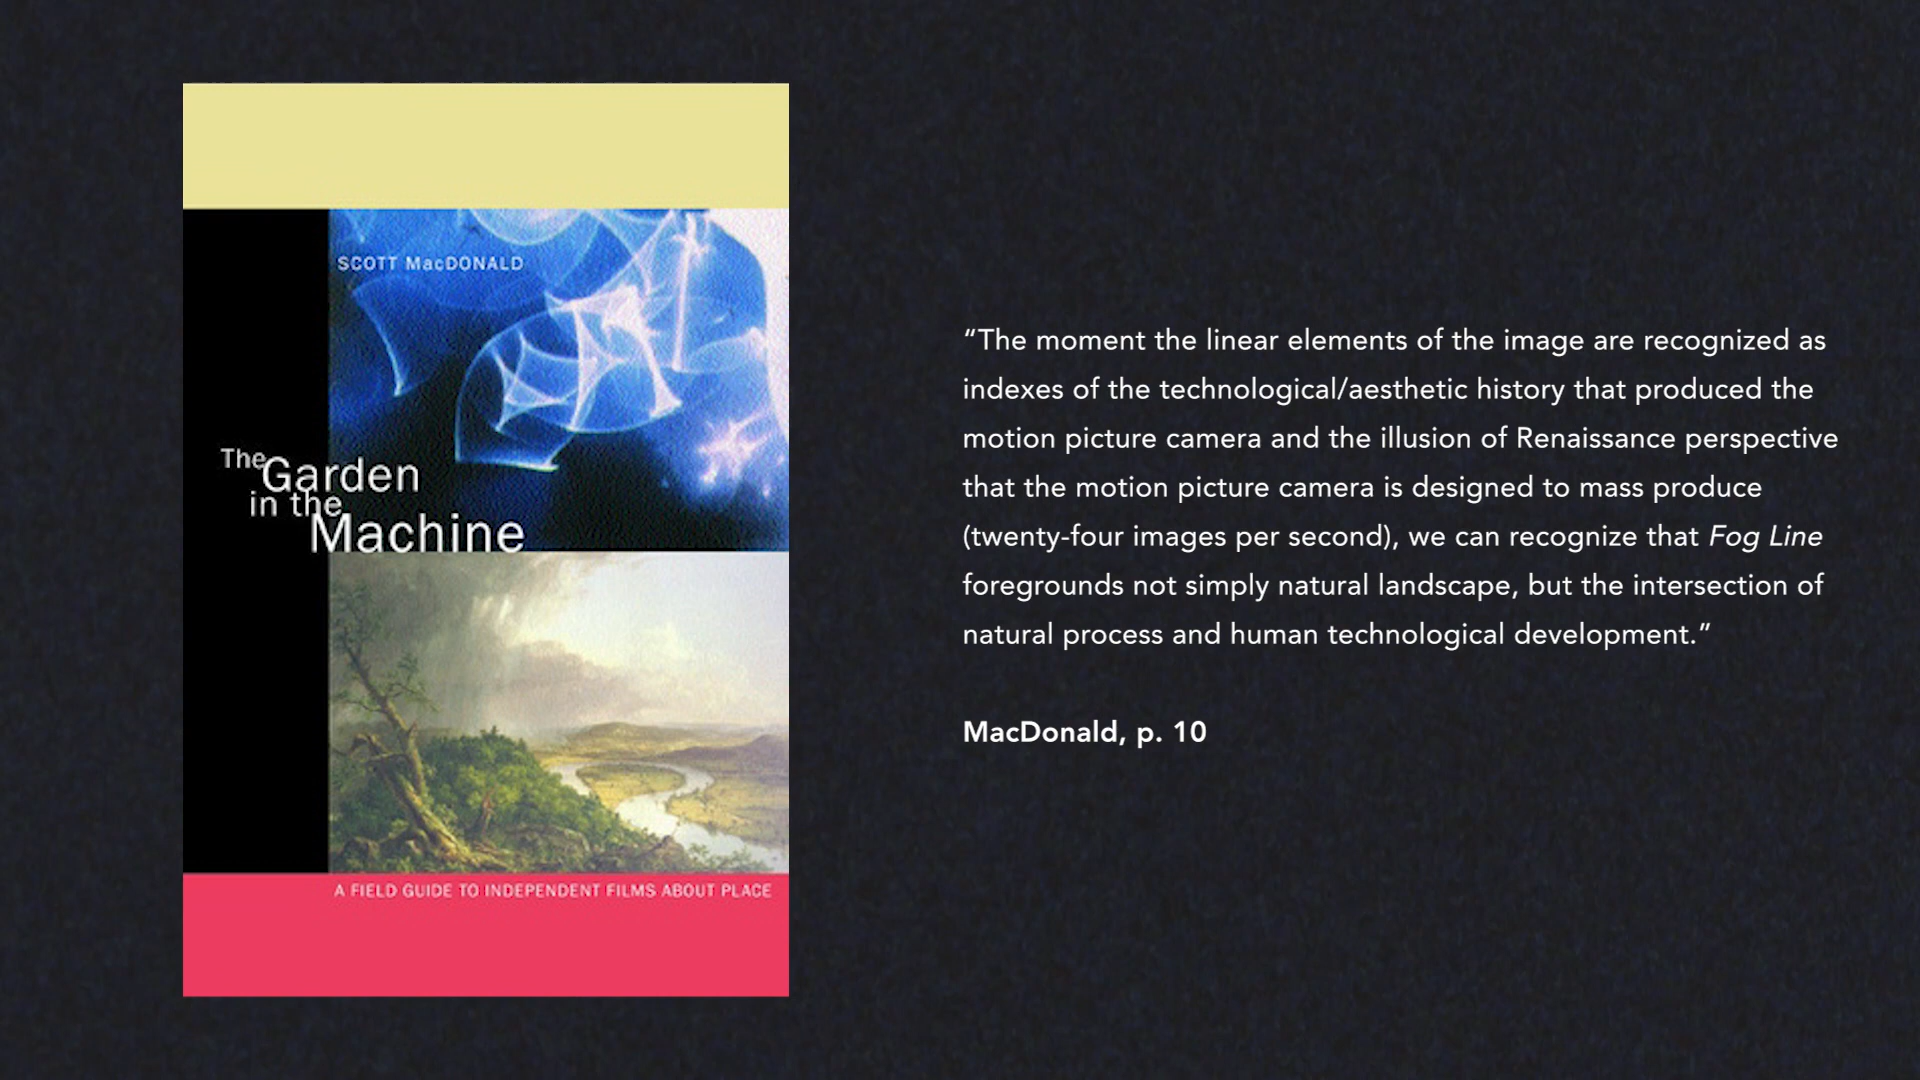 SCOTT MacDONALD
The Garden
in the
Machine
A FIELD GUIDE TO INDEPENDENT FILMS ABOUT PLACE
“The moment the linear elements of the image are recognized as
indexes of the technological/aesthetic history that produced the
motion picture camera and the illusion of Renaissance perspective
that the motion picture camera is designed to mass produce
(twenty-four images per second), we can recognize that Fog Line
foregrounds not simply natural landscape, but the intersection of
natural process and human technological development.”
MacDonald, p. 10